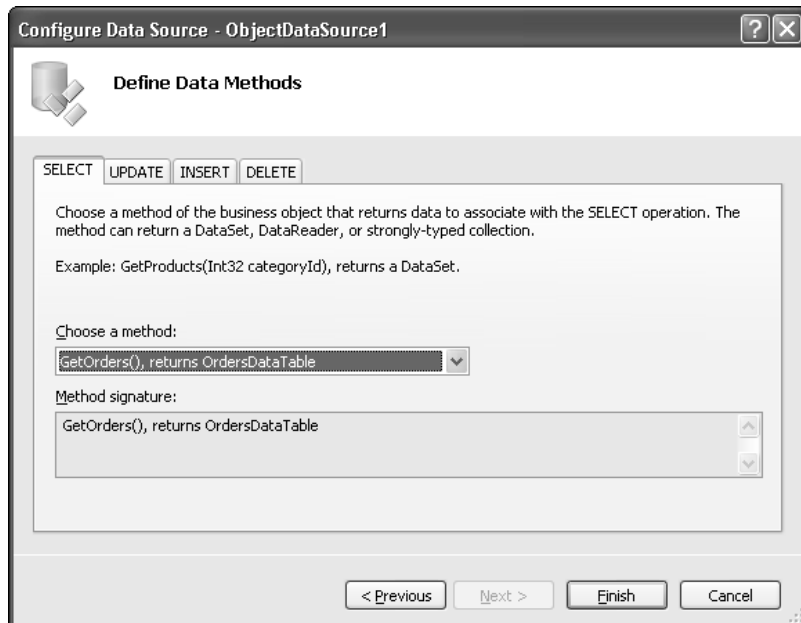 Configure Data Source - ObjectDataSource1
Define Data Methods
SELECT UPDATE INSERT DELETE
Choose a method of the business object that returns data to associate with the SELECT operation. The
method can return a DataSet, DataReader, or strongly-typed collection.
Example: GetProducts(Int32 categoryId), returns a DataSet.
Choose a method:
GetOrders(), returns OrdersDataTable
Method signature:
GetOrders(), returns OrdersDataTable
< Previous Next > Finish Cancel